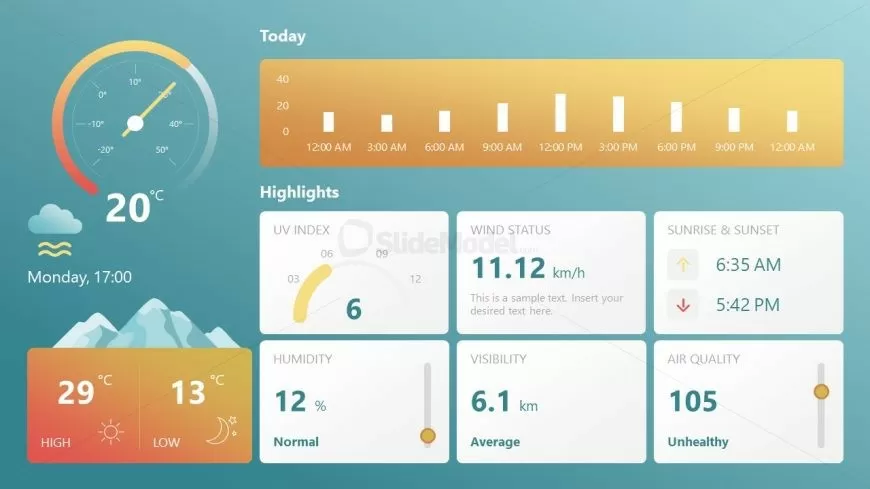 10°
0°
20°
-10°
40°
-20°
50°
20 °C
Monday, 17:00
29 °C
13 °C
HIGH
LOW
Today
40
20
0
12:00 AM 3:00 AM 6:00 AM 9:00 AM 12:00 PM 3:00 PM 6:00 PM 9:00 PM 12:00 AM
Highlights
UV INDEX
03
06
09
12
6
WIND STATUS
11.12 km/h
This is a sample text. Insert your
desired text here.
SUNRISE & SUNSET
6:35 AM
5:42 PM
HUMIDITY
12 %
Normal
VISIBILITY
6.1 km
Average
AIR QUALITY
105
Unhealthy
SlideModel.com